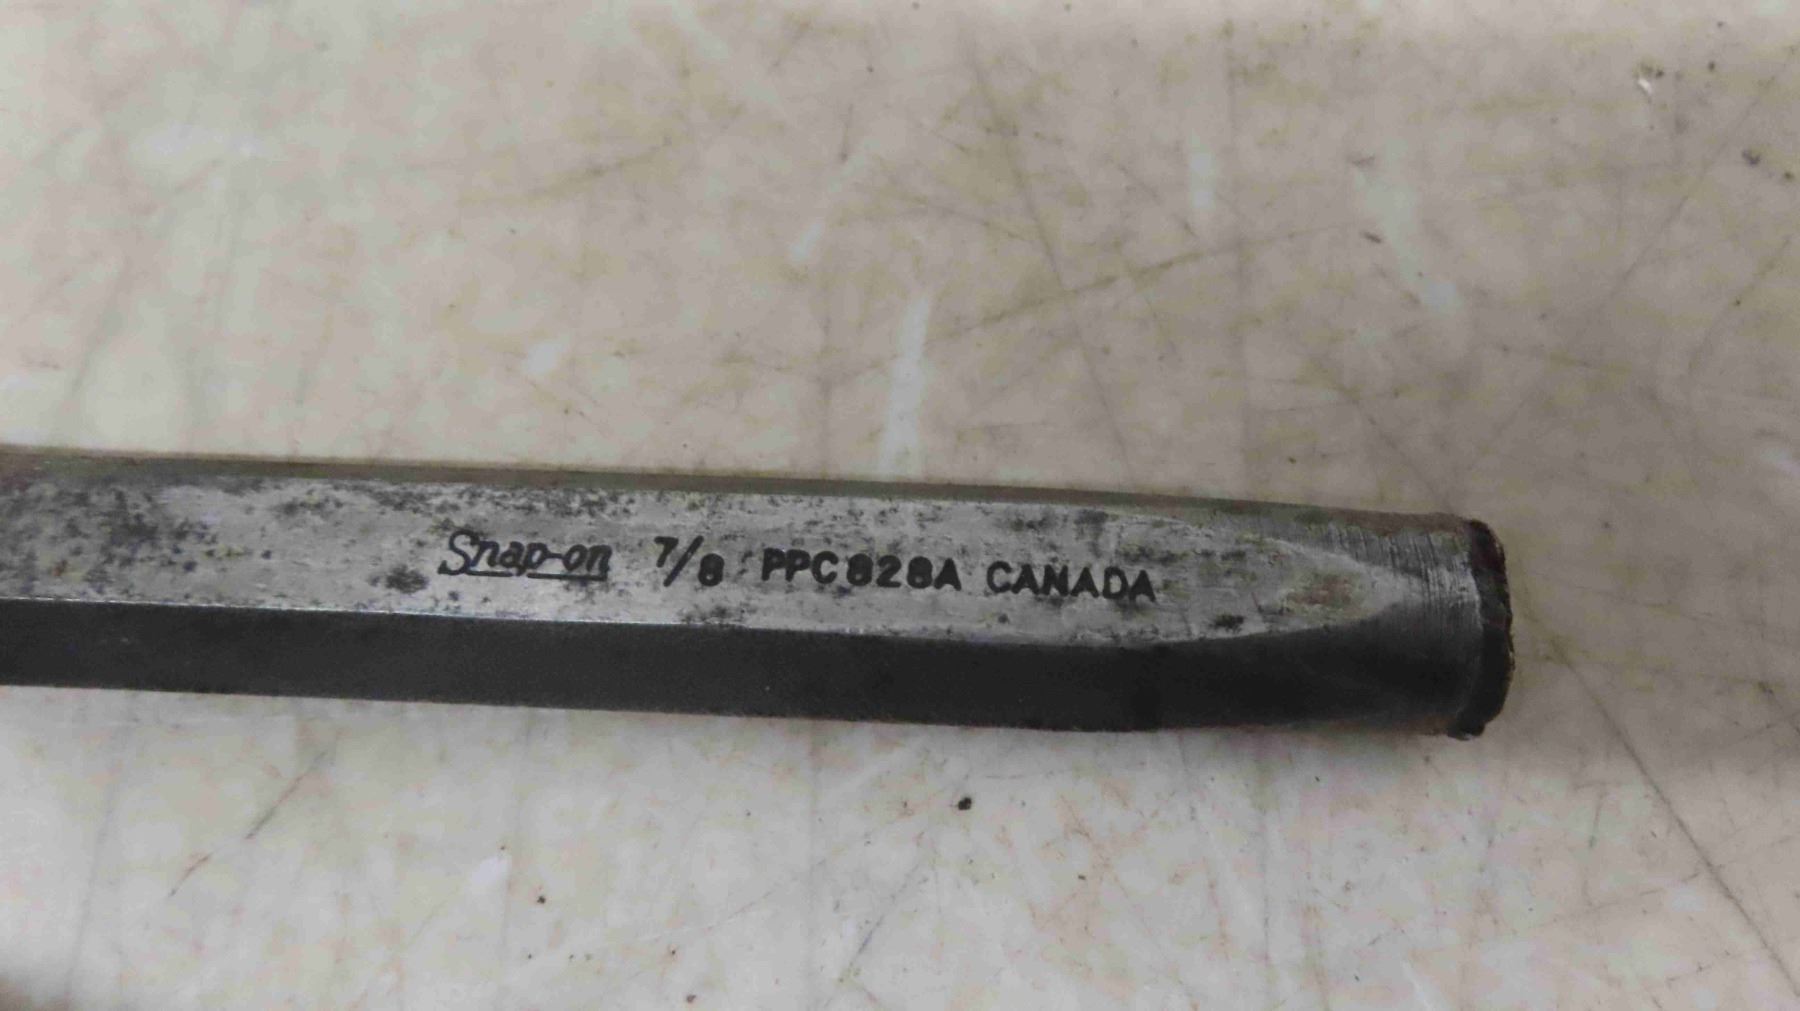 Snap-on 7/8 PPC828A CANADA